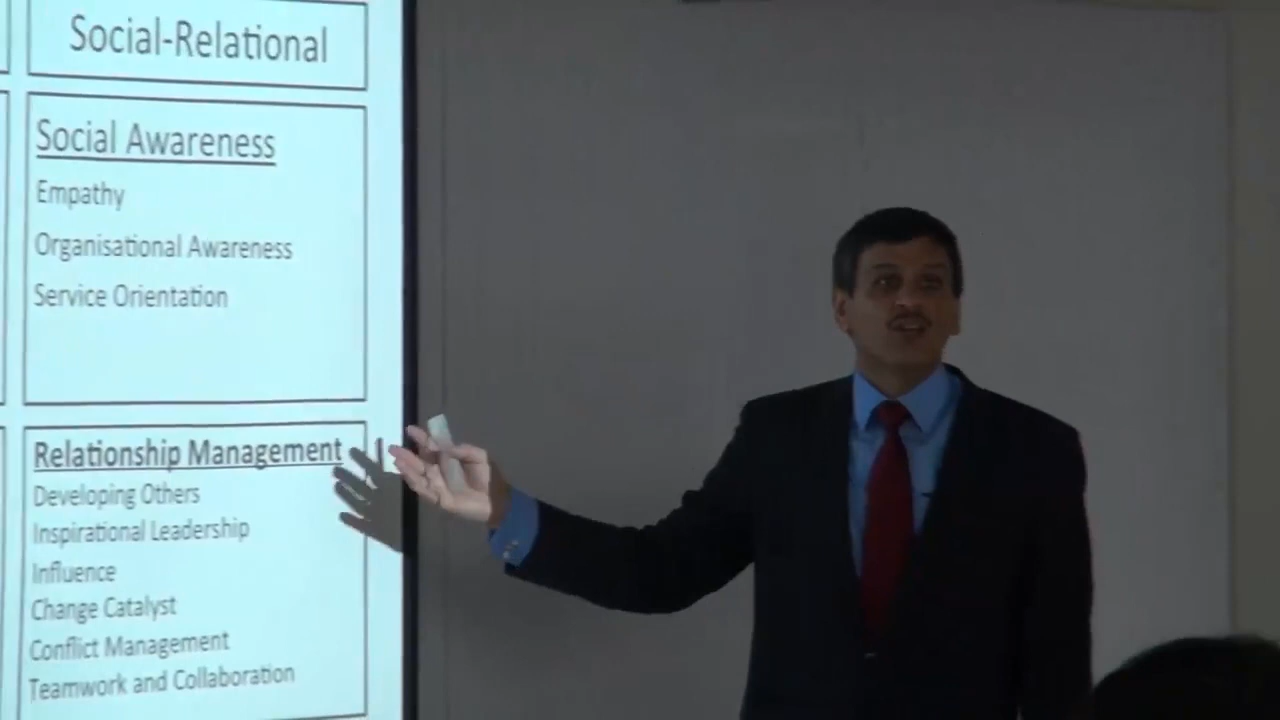 Social-Relational
Social Awareness
Empathy
Organisational Awareness
Service Orientation
Relationship Management
Developing Others
Inspirational Leadership
Influence
Change Catalyst
Conflict Management
Teamwork and Collaboration